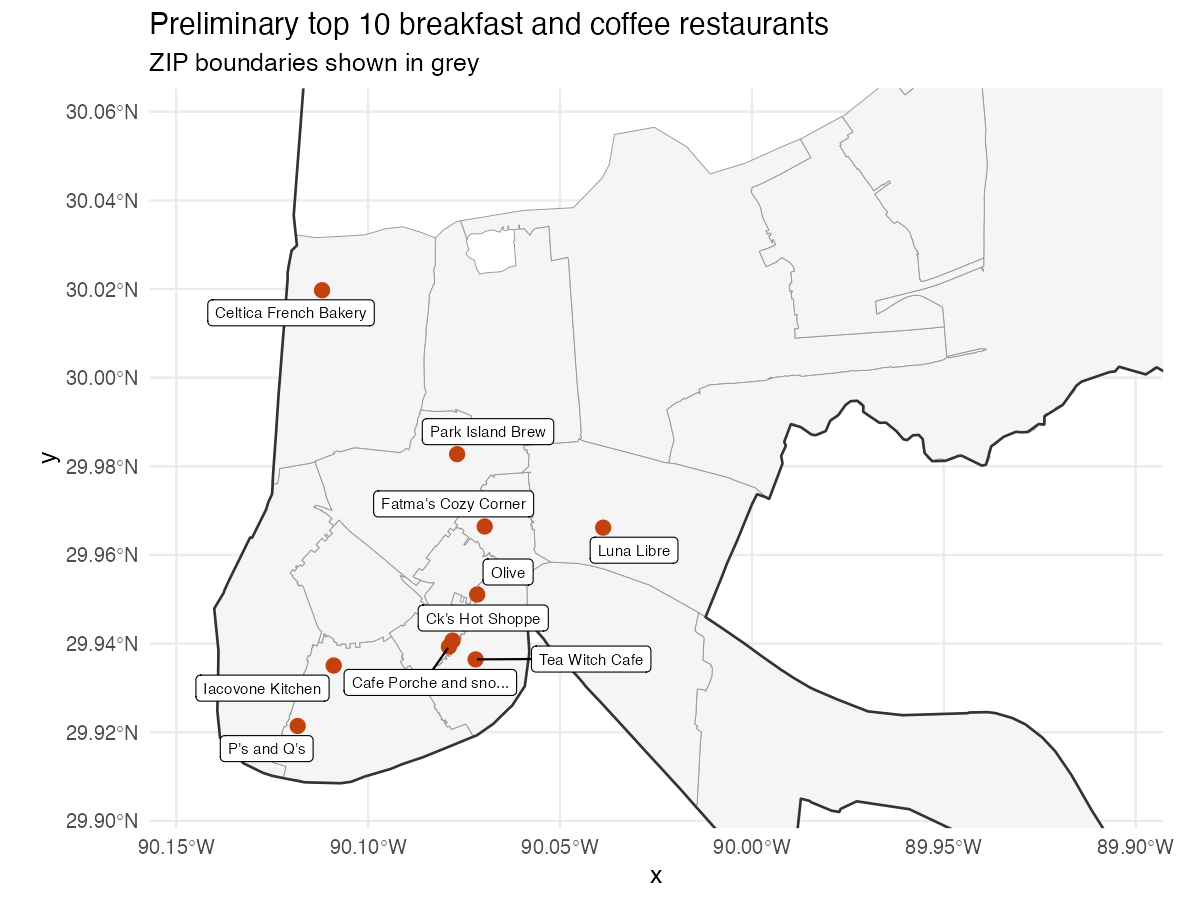 Preliminary top 10 breakfast and coffee restaurants
ZIP boundaries shown in grey
30.06°N
30.04°N
30.02°N
30.00°N
29.98°N
29.96°N
29.94°N
29.92°N
29.90°N
y
Celtica French Bakery
Park Island Brew
Fatma's Cozy Corner
Luna Libre
Olive
Ck's Hot Shoppe
Tea Witch Cafe
Cafe Porche and sno...
Iacovone Kitchen
P's and Q's
90.15°W
90.10°W
90.05°W
90.00°W
89.95°W
89.90°W
x